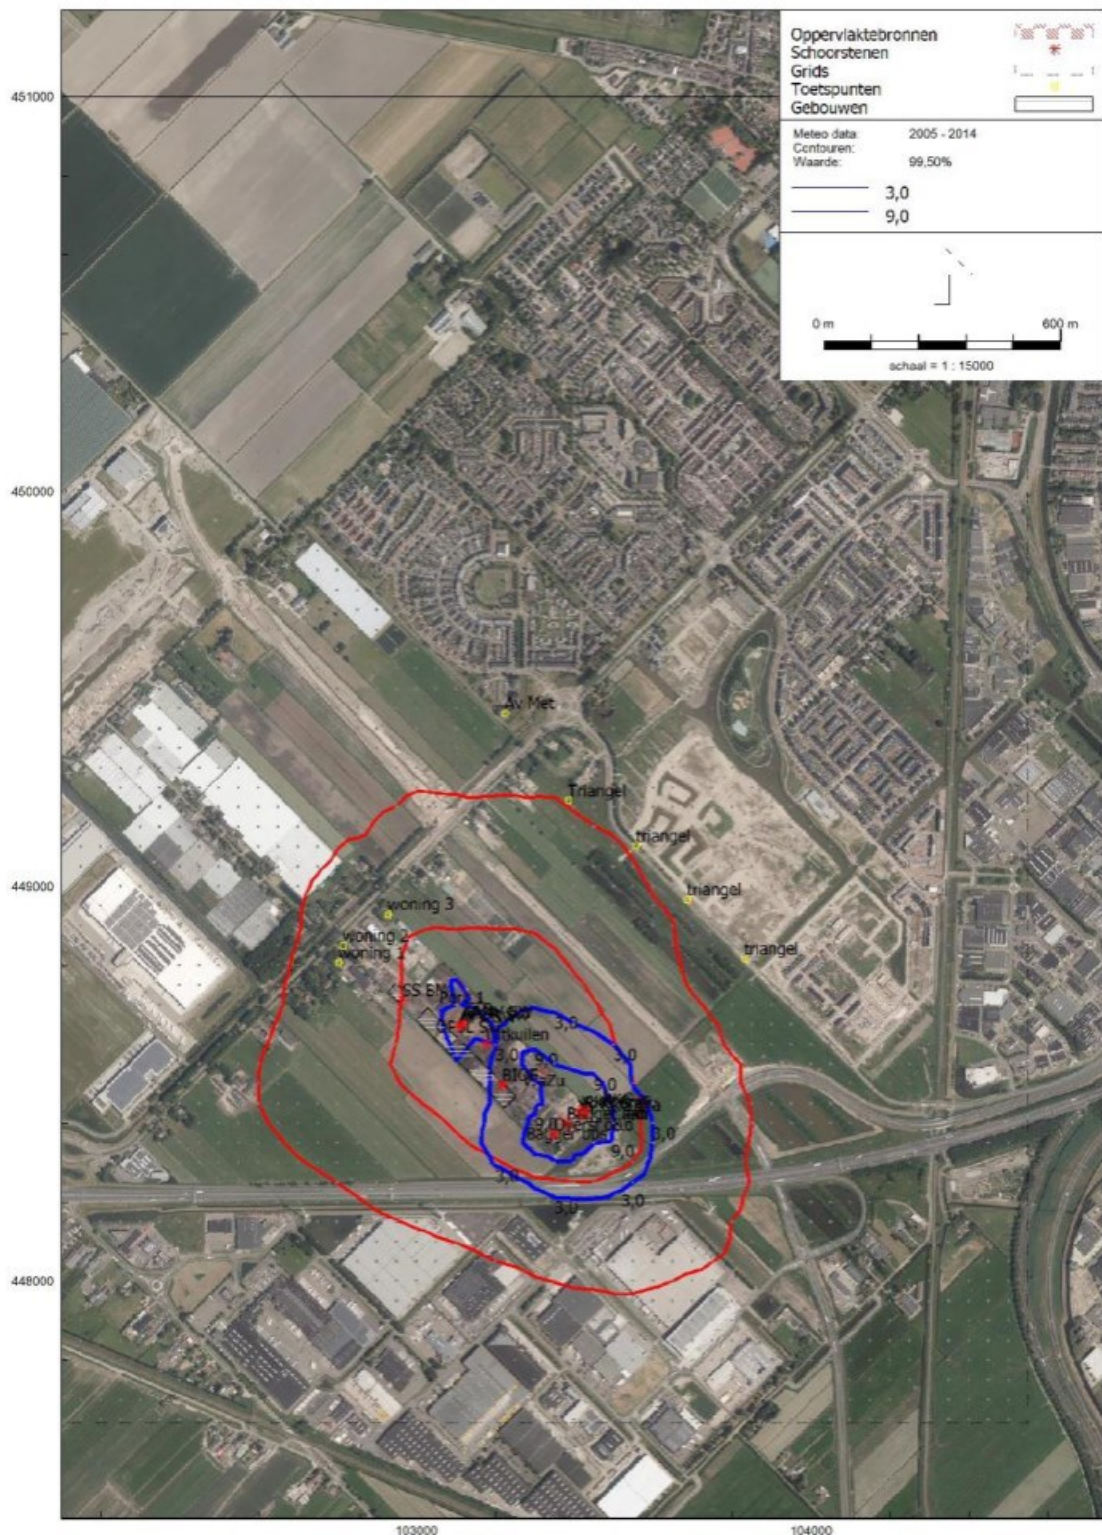 Oppervlaktebronnen
Schoorstenen
Grids
Toetspunten
Gebouwen
Meteo data: 2005 - 2014
Contouren:
Waarde: 99,50%
3,0
9,0
0 m 600 m
schaal = 1 : 15000
451000
450000
Av Met
Triangel
triangel
449000
triangel
woning 3
woning 2
triangel
woning 1
3,0
3,0
3,0
9,0
9,0
9,0
3,0
9,0
3,0
3,0
3,0
448000
103000 104000